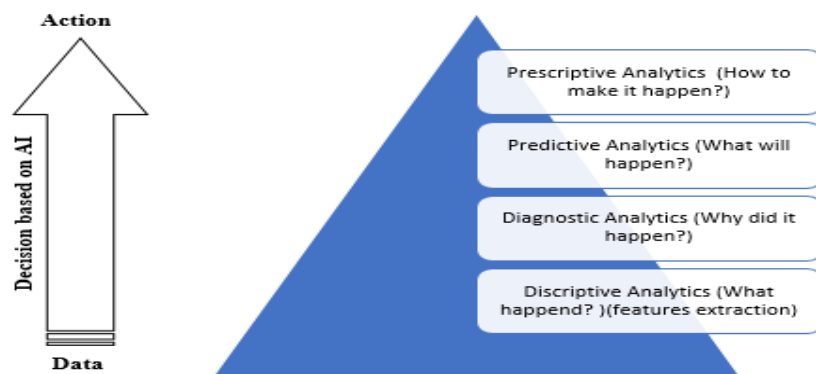 Action
Decision based on AI
Data
Prescriptive Analytics (How to
make it happen?)
Predictive Analytics (What will
happen?)
Diagnostic Analytics (Why did it
happen?)
Discriptive Analytics (What
happend? )(features extraction)